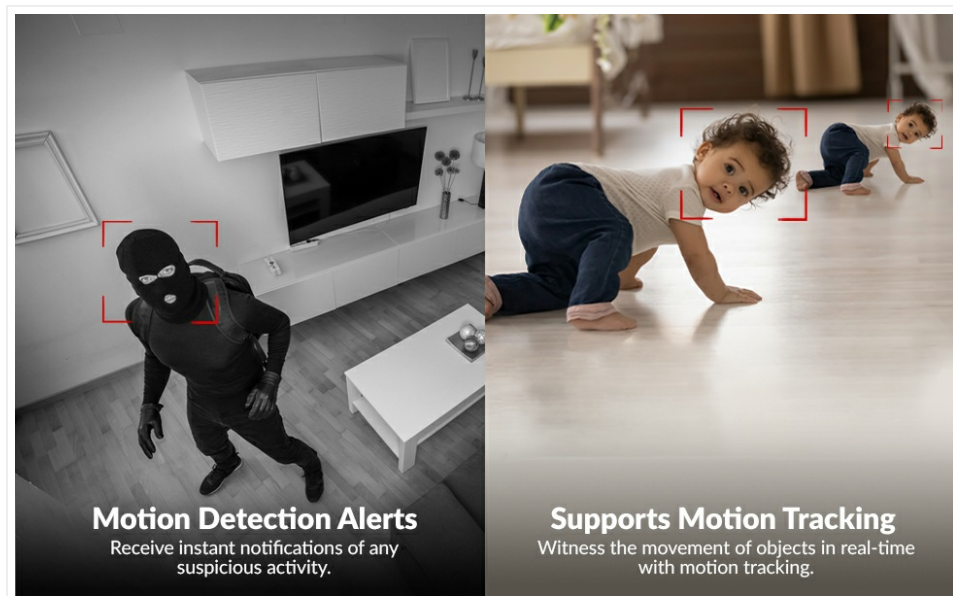 Motion Detection Alerts
Receive instant notifications of any
suspicious activity.
Supports Motion Tracking
Witness the movement of objects in real-time
with motion tracking.